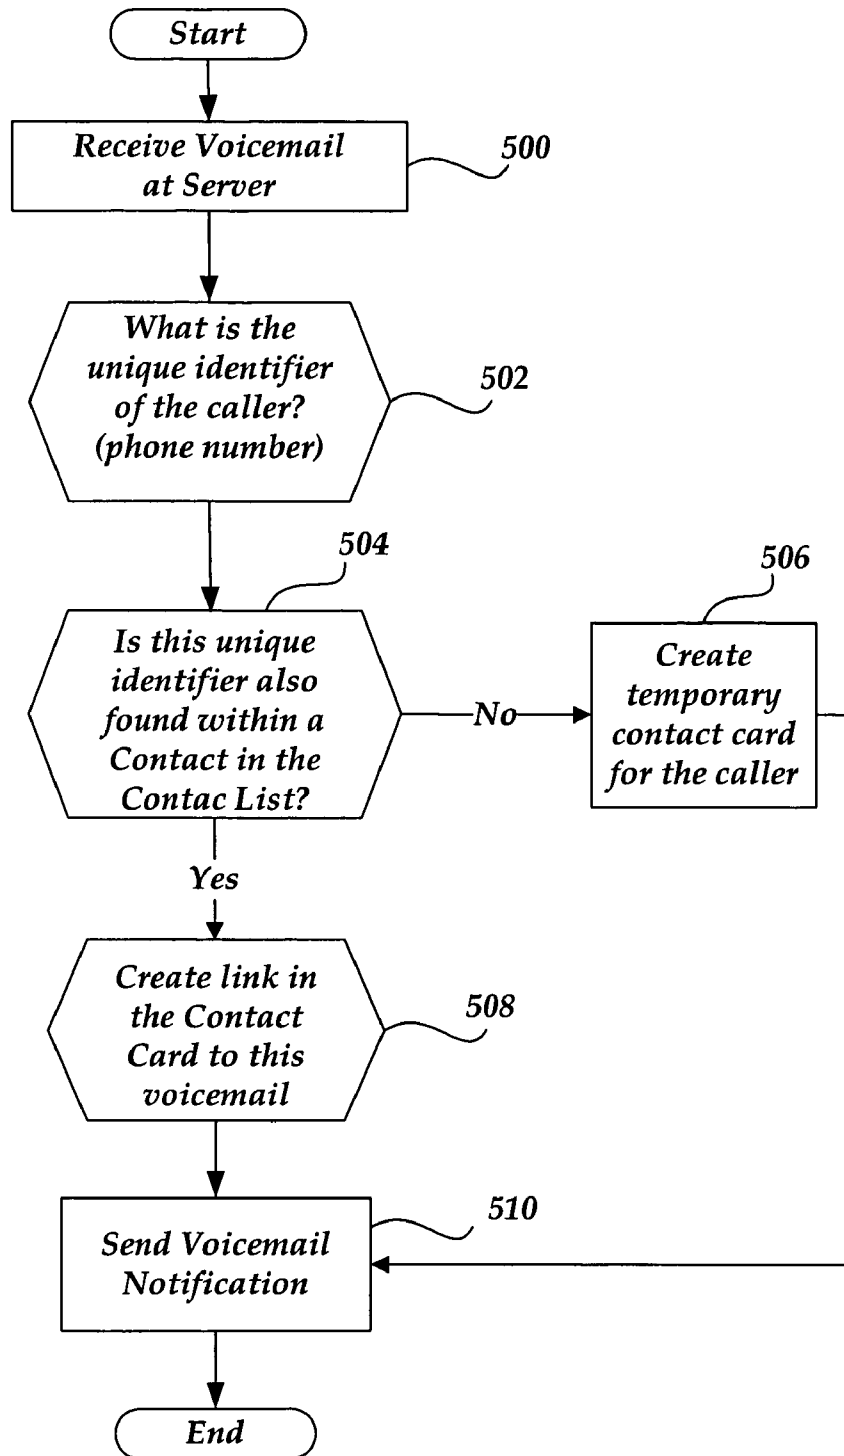 Start
Receive Voicemail
at Server
500
What is the
unique identifier
of the caller?
(phone number)
502
504
Is this unique
identifier also
found within a
Contact in the
Contac List?
No
506
Create
temporary
contact card
for the caller
Yes
Create link in
the Contact
Card to this
voicemail
508
Send Voicemail
Notification
510
End